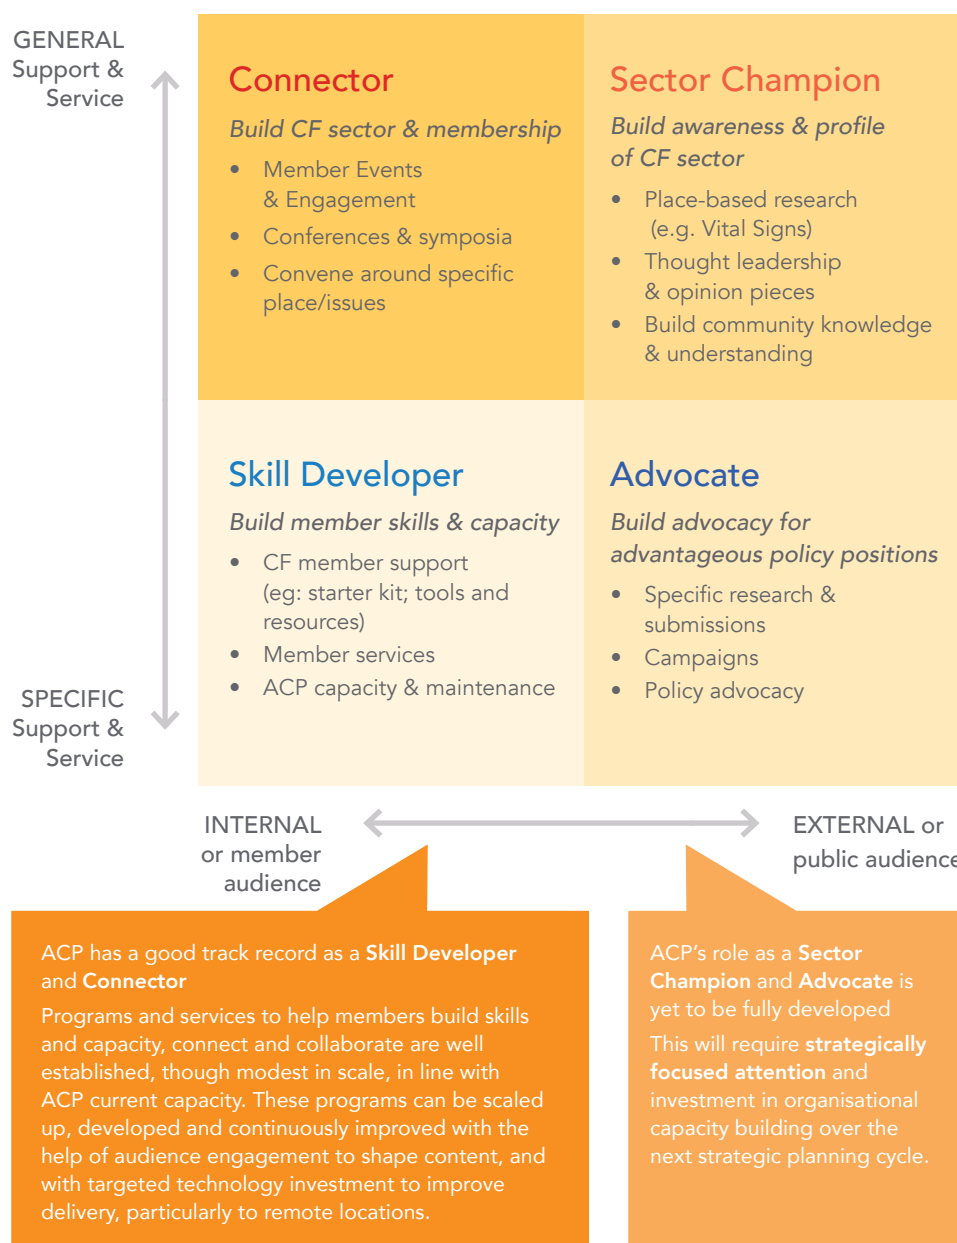 GENERAL
Support &
Service
Connector
Build CF sector & membership
• Member Events
& Engagement
• Conferences & symposia
• Convene around specific
place/issues
Sector Champion
Build awareness & profile
of CF sector
• Place-based research
(e.g. Vital Signs)
• Thought leadership
& opinion pieces
• Build community knowledge
& understanding
Skill Developer
Build member skills & capacity
• CF member support
(eg: starter kit; tools and
resources)
• Member services
• ACP capacity & maintenance
Advocate
Build advocacy for
advantageous policy positions
• Specific research &
submissions
• Campaigns
• Policy advocacy
SPECIFIC
Support &
Service
INTERNAL
or member
audience
EXTERNAL or
public audience
ACP has a good track record as a Skill Developer
and Connector
Programs and services to help members build skills
and capacity, connect and collaborate are well
established, though modest in scale, in line with
ACP current capacity. These programs can be scaled
up, developed and continuously improved with the
help of audience engagement to shape content, and
with targeted technology investment to improve
delivery, particularly to remote locations.
ACP's role as a Sector
Champion and Advocate is
yet to be fully developed
This will require strategically
focused attention and
investment in organisational
capacity building over the
next strategic planning cycle.